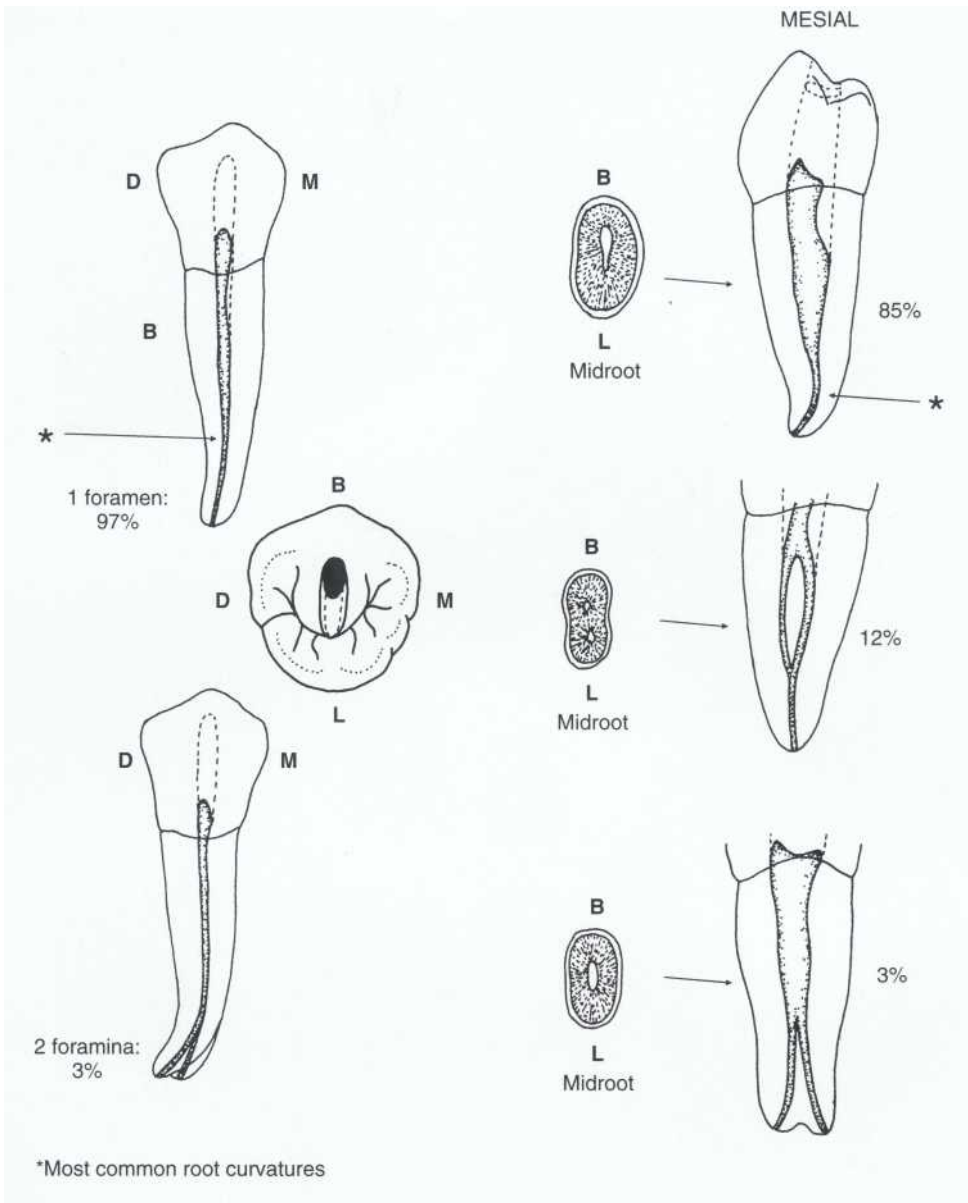 MESIAL
D
M
B
*
1 foramen:
97%
B
L
Midroot
85%
*
B
D
M
L
B
L
Midroot
12%
D
M
2 foramina:
3%
B
L
Midroot
3%
*Most common root curvatures